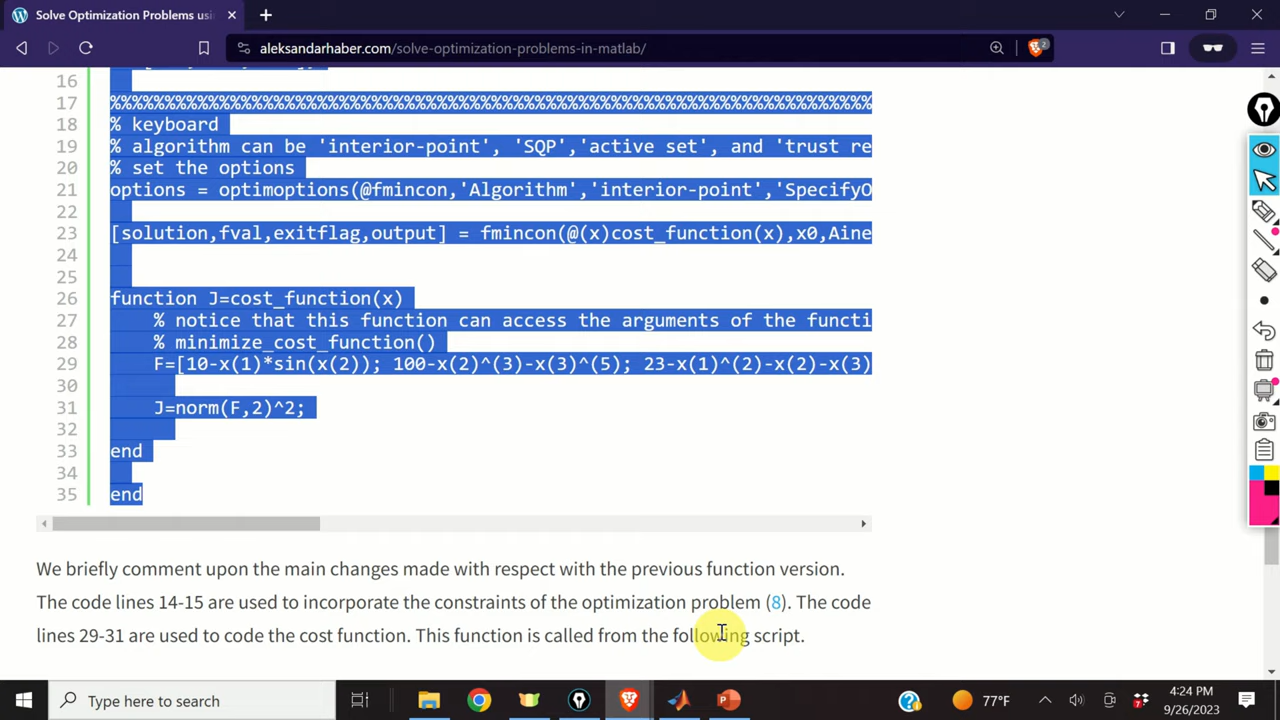 Solve Optimization Problems usi
aleksandarhaber.com/solve-optimization-problems-in-matlab/
2
16
17 %%%%%%%%%%%%%%%%%%%%%%%%%%%%%%%%%%%%%%%%%%%%%%%%%%%%%%%%%%%%%%%%%%%%%%
18 % keyboard
19 % algorithm can be 'interior-point', 'SQP','active set', and 'trust re
20 % set the options
21 options = optimoptions(@fmincon,'Algorithm','interior-point','SpecifyO
22
23 [solution,fval,exitflag,output] = fmincon(@(x)cost_function(x),x0,Aine
24
25
26 function J=cost_function(x)
27 % notice that this function can access the arguments of the functi
28 % minimize_cost_function()
29 F=[10-x(1)*sin(x(2)); 100-x(2)^(3)-x(3)^(5); 23-x(1)^(2)-x(2)-x(3)
30
31 J=norm(F,2)^2;
32
33 end
34
35 end
We briefly comment upon the main changes made with respect with the previous function version.
The code lines 14-15 are used to incorporate the constraints of the optimization problem (8). The code
lines 29-31 are used to code the cost function. This function is called from the following script.
Type here to search
77°F
7
4:24 PM
9/26/2023